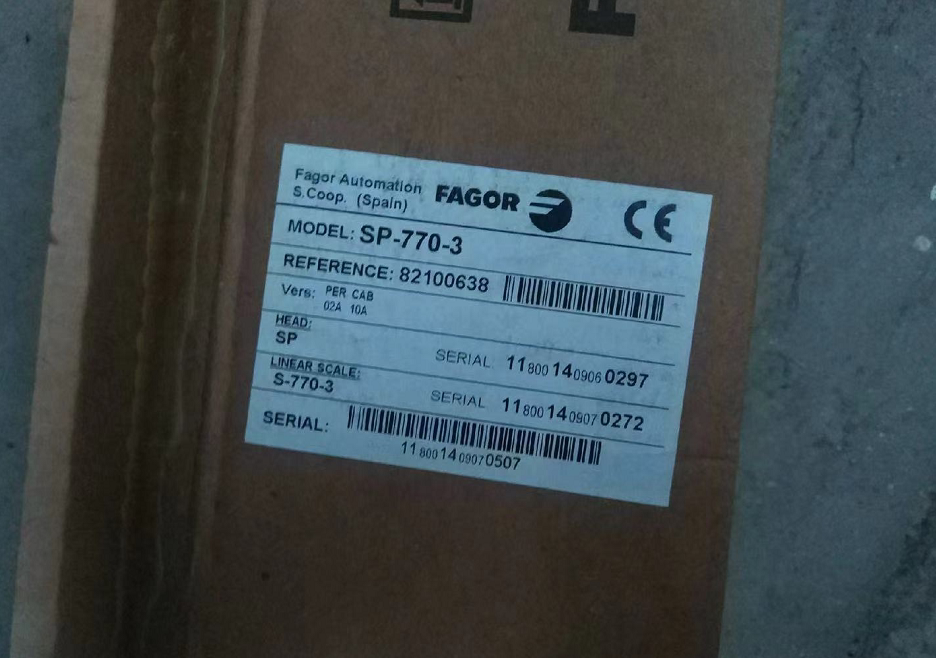 Fagor Automation
S.Coop. (Spain)
FAGOR
CE
MODEL: SP-770-3
REFERENCE: 82100638
Vers: PER CAB
02A 10A
HEAD:
SP SERIAL 11 800 14 0906 0297
LINEAR SCALE:
S-770-3 SERIAL 11 800 14 0907 0272
SERIAL:
11 800 14 0907 0507